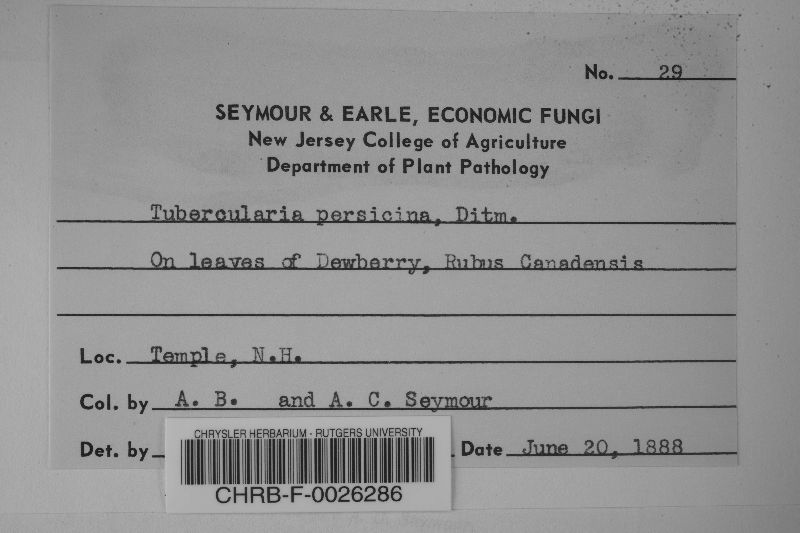 No. 29
SEYMOUR & EARLE, ECONOMIC FUNGI
New Jersey College of Agriculture
Department of Plant Pathology
Tubercularia persicina, Ditm.
On leaves of Dewberry, Rubus Canadensis
Loc. Temple, N.H.
Col. by A. B. and A. C. Seymour
Det. by Date June 20, 1888
CHRYSLER HERBARIUM - RUTGERS UNIVERSITY
CHRB-F-0026286